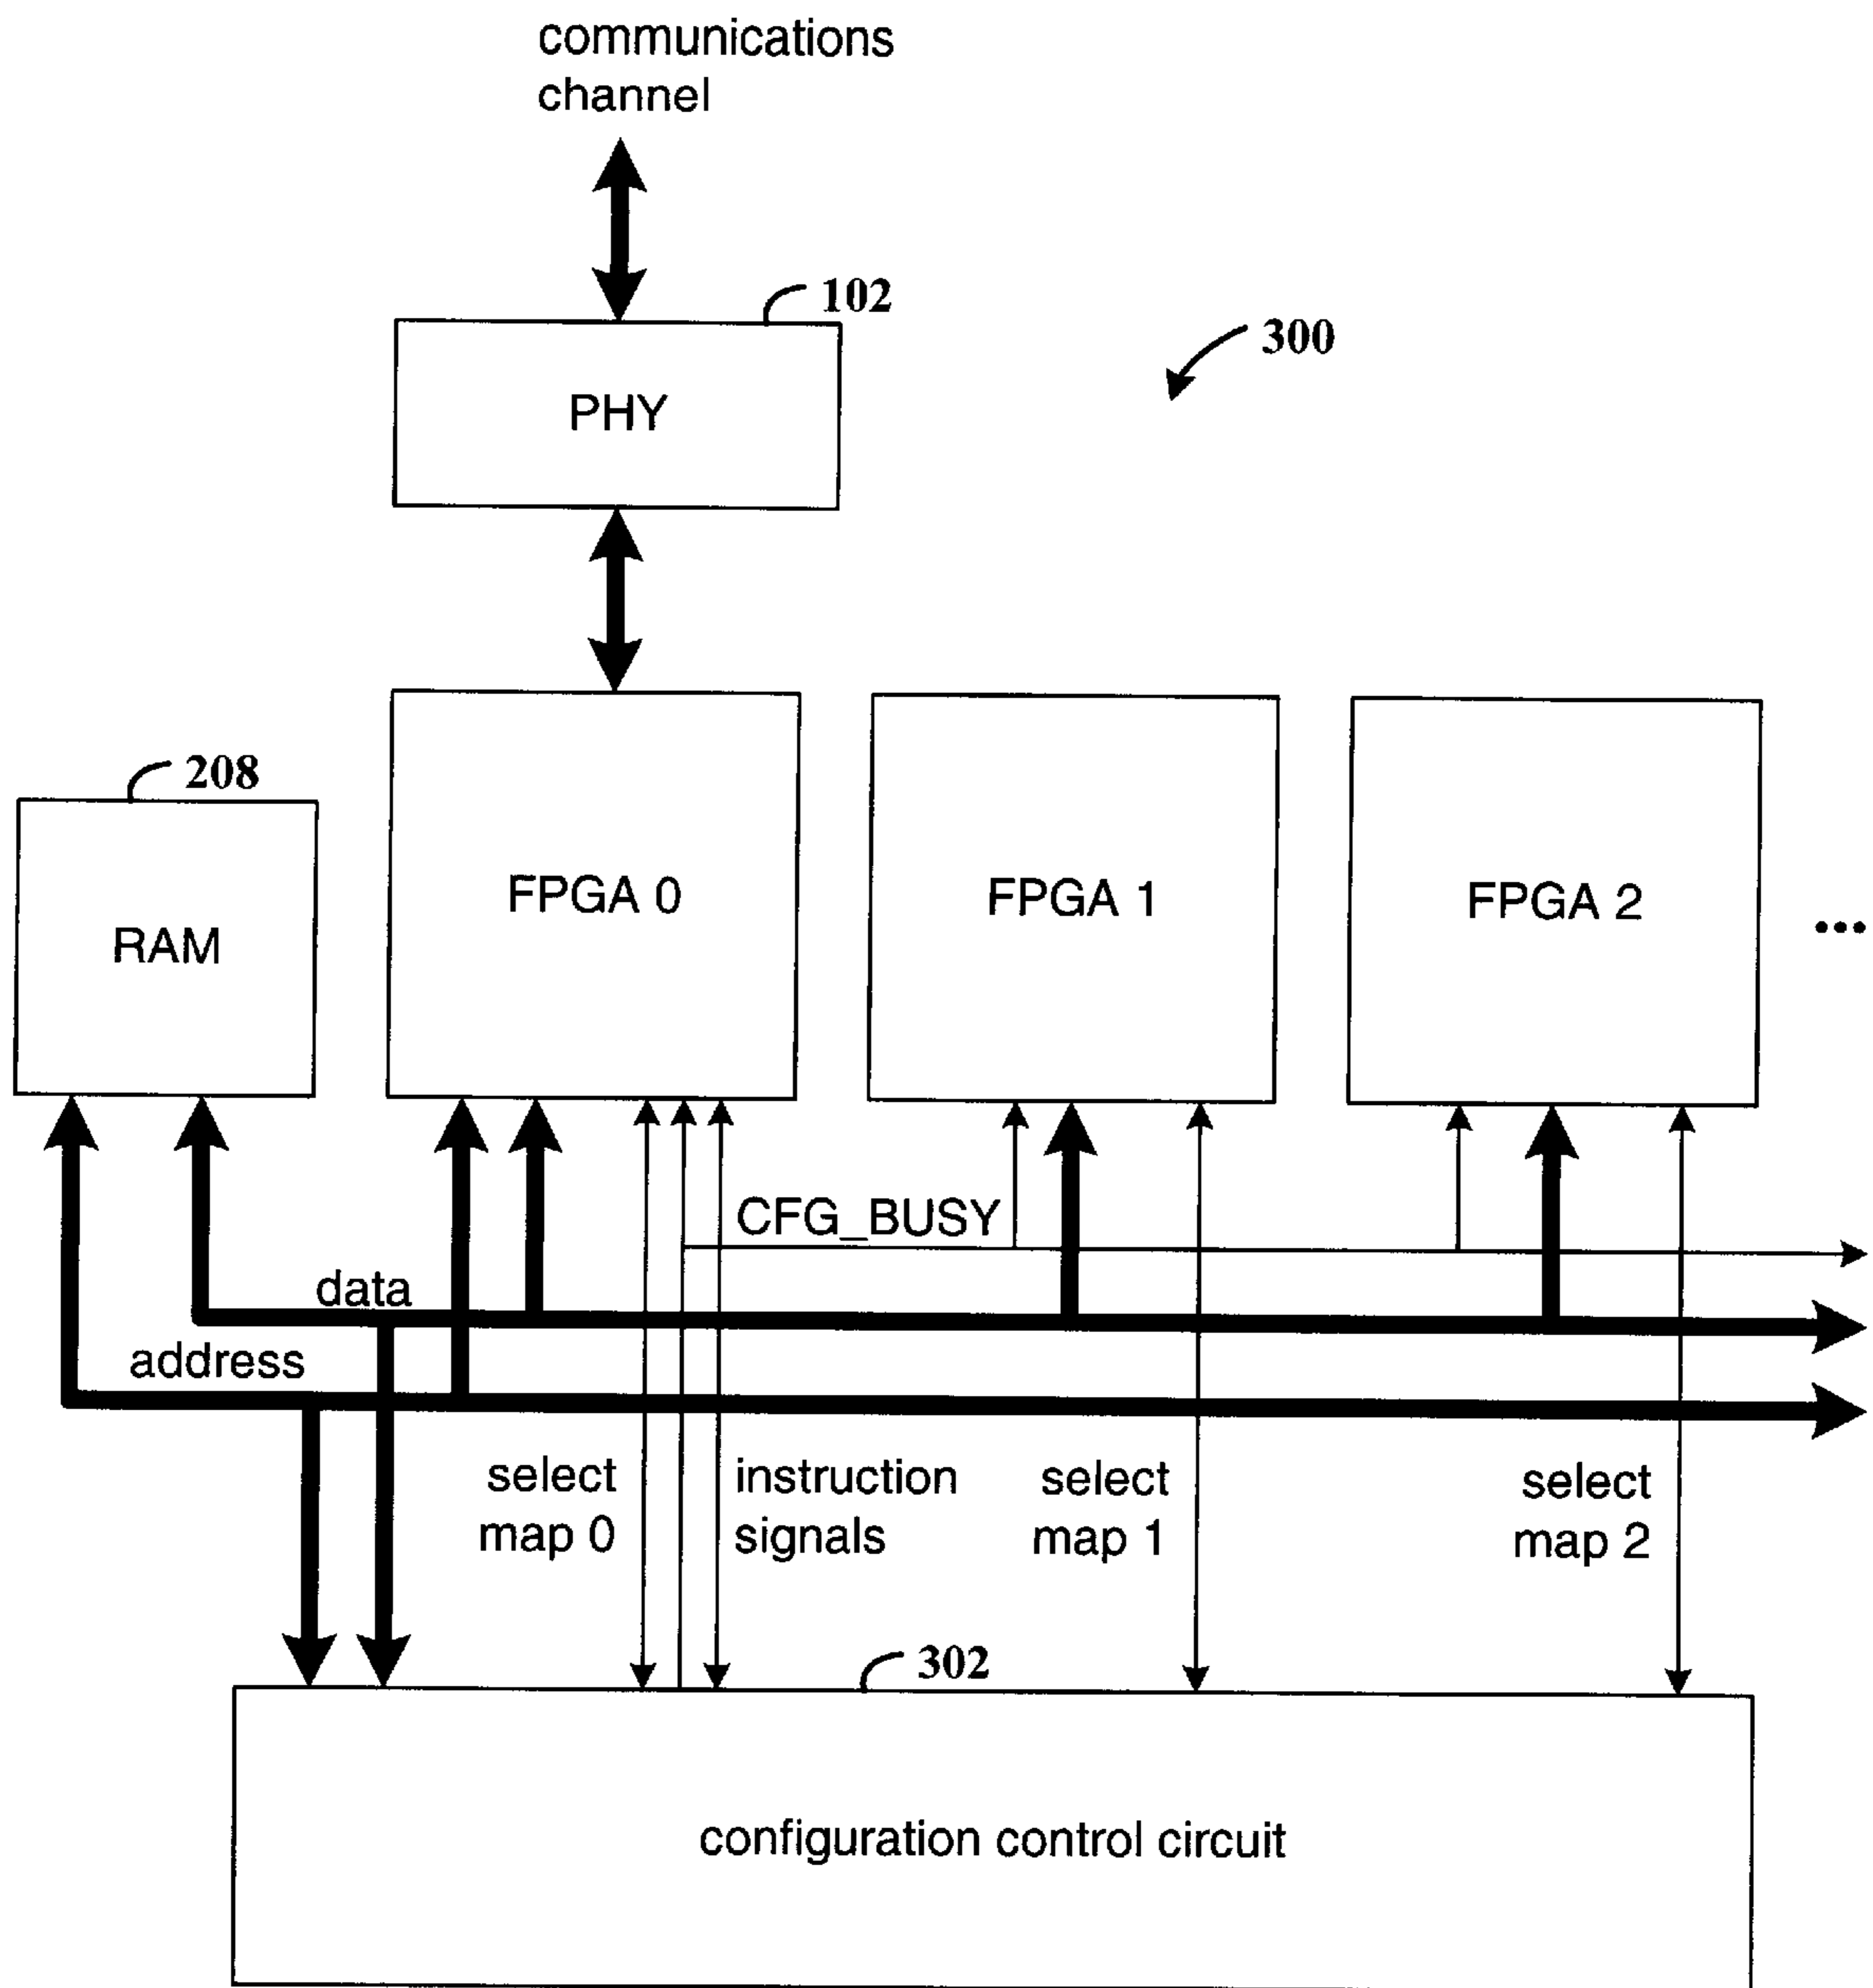 communications
channel
102
300
PHY
208
RAM
FPGA 0
FPGA 1
FPGA 2
...
CFG_BUSY
data
address
select
map 0
instruction
signals
select
map 1
select
map 2
302
configuration control circuit